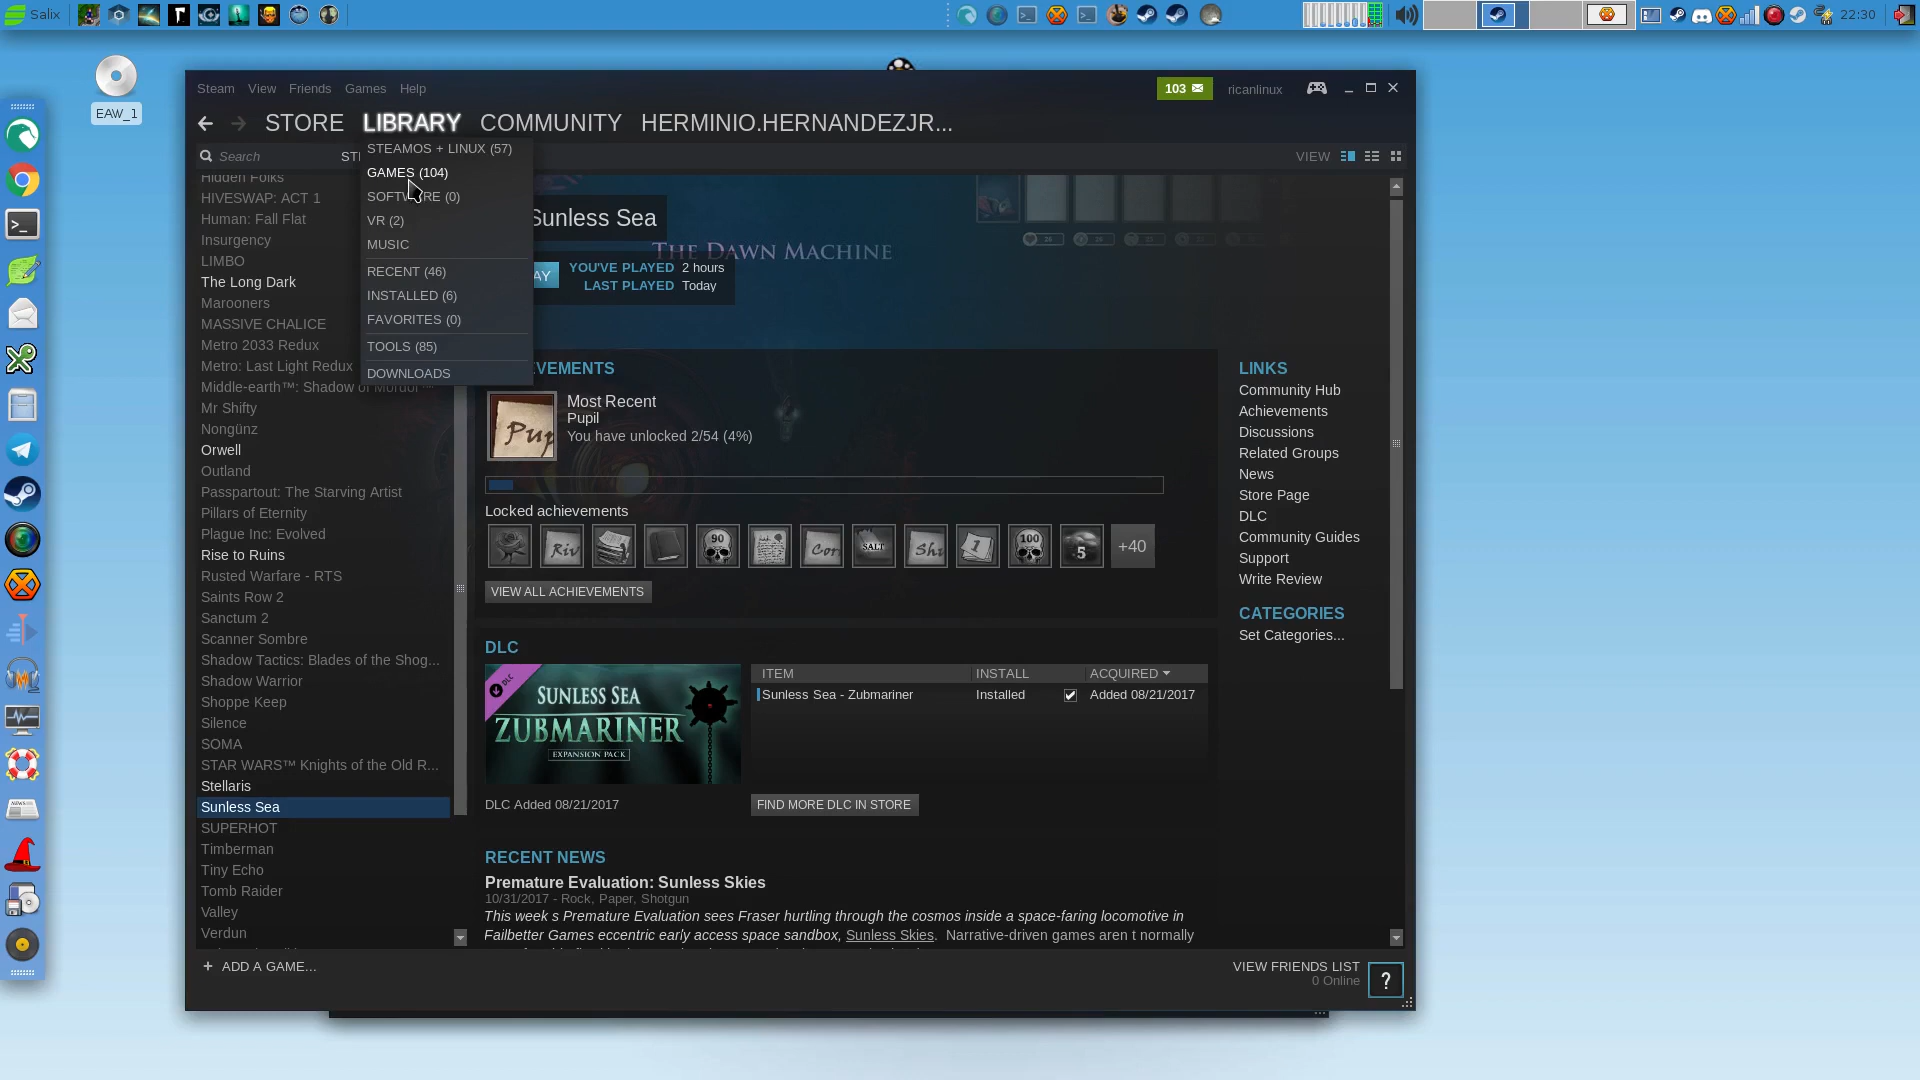 Salix
22:30
EAW_1
Steam View Friends Games Help
103
ricanlinux
STORE LIBRARY COMMUNITY HERMINIO.HERNANDEZJR...
Search
VIEW
STEAMOS + LINUX (57)
GAMES (104)
SOFTWARE (0)
VR (2)
MUSIC
RECENT (46)
INSTALLED (6)
FAVORITES (0)
TOOLS (85)
DOWNLOADS
Hidden Folks
HIVESWAP: ACT 1
Human: Fall Flat
Insurgency
LIMBO
The Long Dark
Marooners
MASSIVE CHALICE
Metro 2033 Redux
Metro: Last Light Redux
Middle-earth™: Shadow of Mordor™
Mr Shifty
Nongünz
Orwell
Outland
Passpartout: The Starving Artist
Pillars of Eternity
Plague Inc: Evolved
Rise to Ruins
Rusted Warfare - RTS
Saints Row 2
Sanctum 2
Scanner Sombre
Shadow Tactics: Blades of the Shog...
Shadow Warrior
Shoppe Keep
Silence
SOMA
STAR WARS™ Knights of the Old R...
Stellaris
Sunless Sea
SUPERHOT
Timberman
Tiny Echo
Tomb Raider
Valley
Verdun
+ ADD A GAME...
Sunless Sea
THE DAWN MACHINE
AY
YOU'VE PLAYED 2 hours
LAST PLAYED Today
EVEMENTS
Pup
Most Recent
Pupil
You have unlocked 2/54 (4%)
Locked achievements
Riv 90 Cor SALT Shi 1 100 5 +40
VIEW ALL ACHIEVEMENTS
DLC
DLC
SUNLESS SEA
ZUBMARINER
EXPANSION PACK
ITEM INSTALL ACQUIRED
Sunless Sea - Zubmariner Installed Added 08/21/2017
DLC Added 08/21/2017
FIND MORE DLC IN STORE
RECENT NEWS
Premature Evaluation: Sunless Skies
10/31/2017 - Rock, Paper, Shotgun
This week s Premature Evaluation sees Fraser hurtling through the cosmos inside a space-faring locomotive in
Failbetter Games eccentric early access space sandbox, Sunless Skies. Narrative-driven games aren t normally
LINKS
Community Hub
Achievements
Discussions
Related Groups
News
Store Page
DLC
Community Guides
Support
Write Review
CATEGORIES
Set Categories...
VIEW FRIENDS LIST
0 Online
?